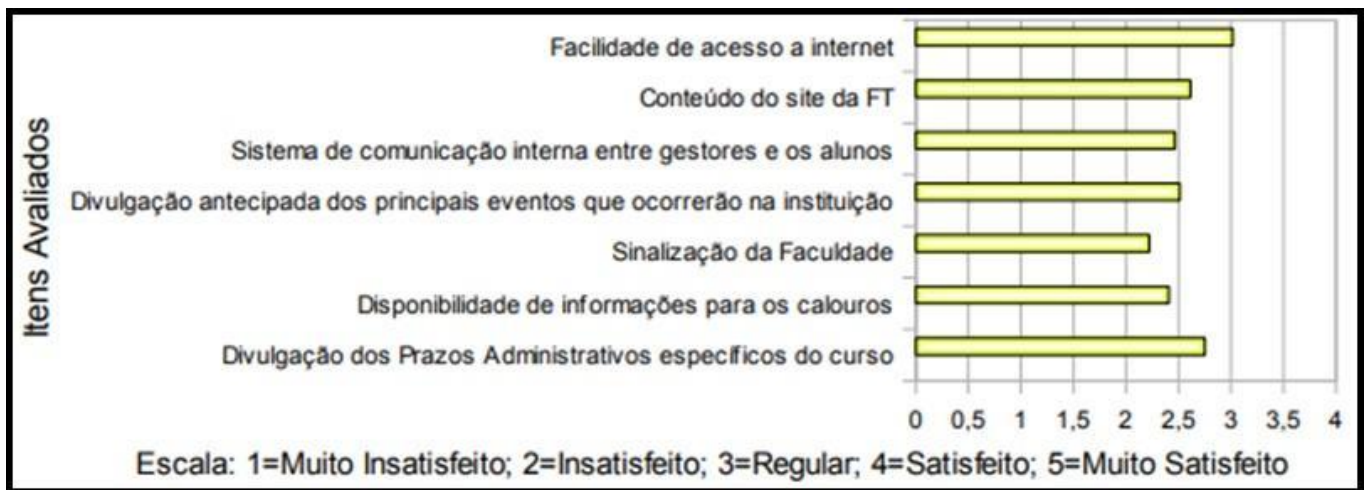 Itens Avaliados
Facilidade de acesso a internet
Conteúdo do site da FT
Sistema de comunicação interna entre gestores e os alunos
Divulgação antecipada dos principais eventos que ocorrerão na instituição
Sinalização da Faculdade
Disponibilidade de informações para os calouros
Divulgação dos Prazos Administrativos específicos do curso
0 0,5 1 1,5 2 2,5 3 3,5 4
Escala: 1=Muito Insatisfeito; 2=Insatisfeito; 3=Regular; 4=Satisfeito; 5=Muito Satisfeito